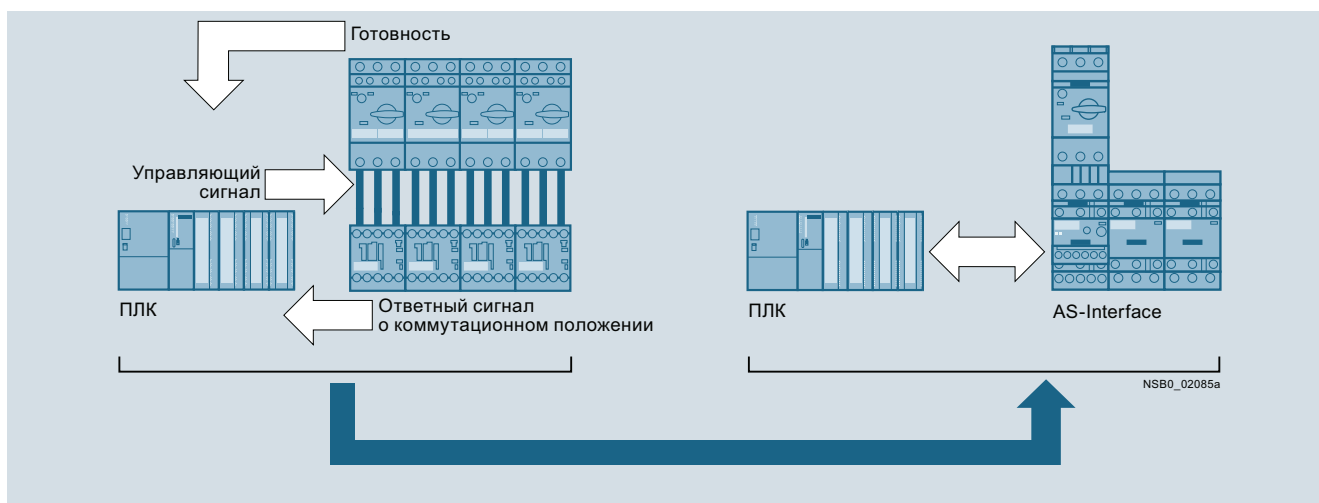 Готовность
Управляющий
сигнал
ПЛК
Ответный сигнал
о коммутационном положении
ПЛК
AS-Interface
NSB0_02085a